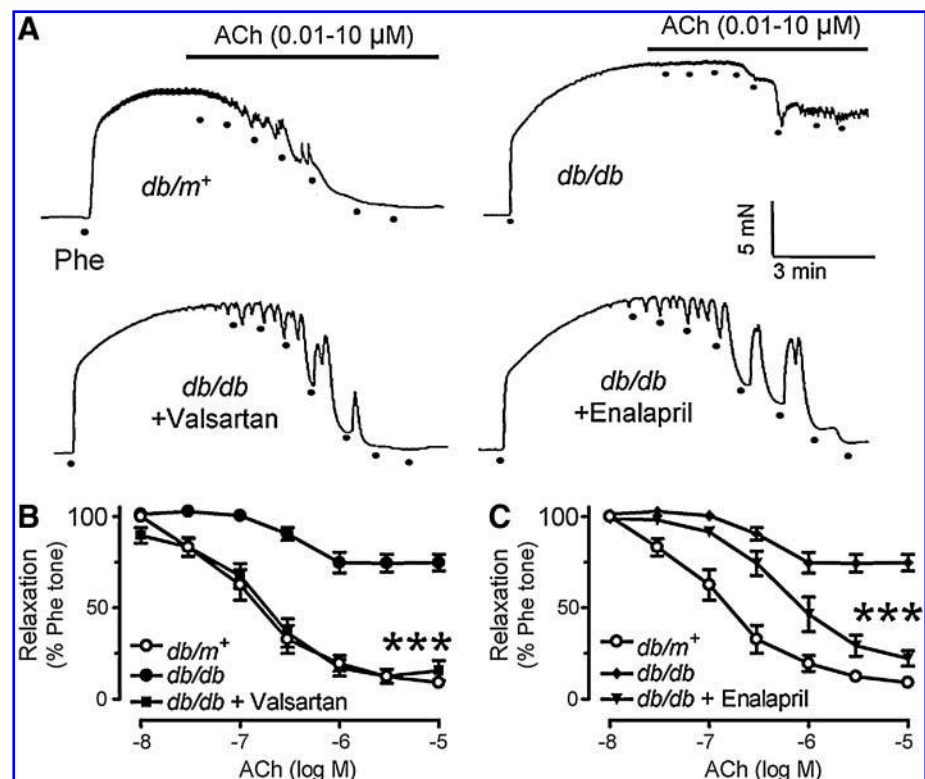 A
ACh (0.01-10 µM)
ACh (0.01-10 µM)
db/m+
db/db
Phe
5 mN
3 min
db/db
+Valsartan
db/db
+Enalapril
B
Relaxation
(% Phe tone)
100
50
0
***
db/m+
db/db
db/db + Valsartan
-8 -7 -6 -5
ACh (log M)
C
Relaxation
(% Phe tone)
100
50
0
***
db/m+
db/db
db/db + Enalapril
-8 -7 -6 -5
ACh (log M)